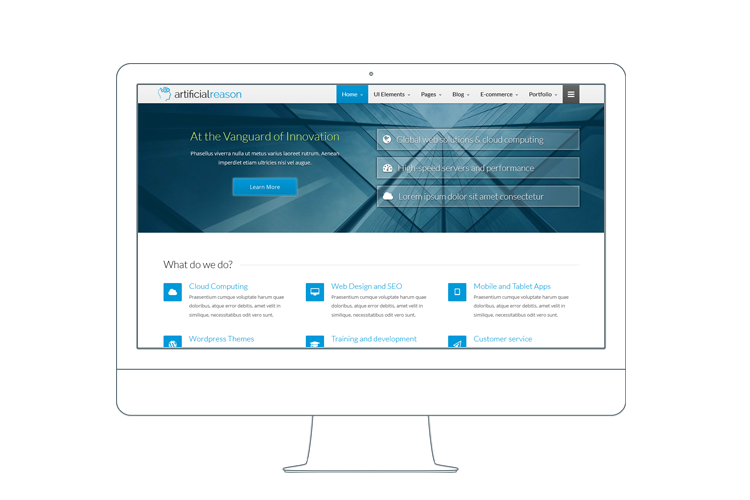 artificialreason
Home
UI Elements
Pages
Blog
E-commerce
Portfolio
At the Vanguard of Innovation
Phasellus viverra nulla ut metus varius laoreet rutrum. Aenean
imperdiet etiam ultricies nisi vel augue.
Learn More
Global web solutions & cloud computing
High-speed servers and performance
Lorem ipsum dolor sit amet consectetur
What do we do?
Cloud Computing
Praesentium cumque voluptate harum quae
doloribus, atque error debitis, amet velit in
similique, necessitatibus odit vero sunt.
Web Design and SEO
Praesentium cumque voluptate harum quae
doloribus, atque error debitis, amet velit in
similique, necessitatibus odit vero sunt.
Mobile and Tablet Apps
Praesentium cumque voluptate harum quae
doloribus, atque error debitis, amet velit in
similique, necessitatibus odit vero sunt.
Wordpress Themes
Training and development
Customer service